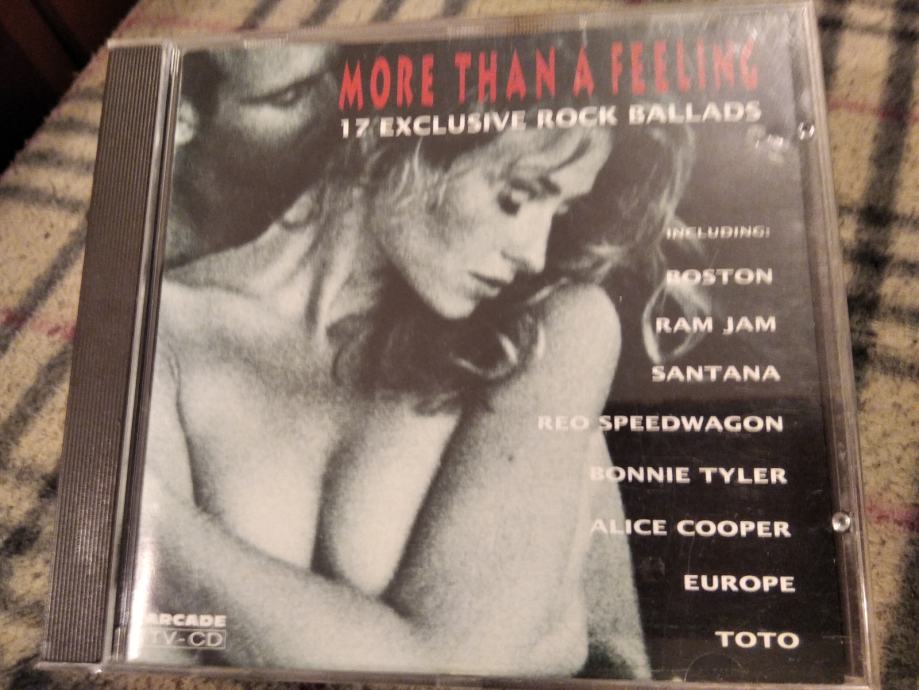 MORE THAN A FEELING
17 EXCLUSIVE ROCK BALLADS
INCLUDING:
BOSTON
RAM JAM
SANTANA
REO SPEEDWAGON
BONNIE TYLER
ALICE COOPER
EUROPE
TOTO
ARCADE
TV-CD